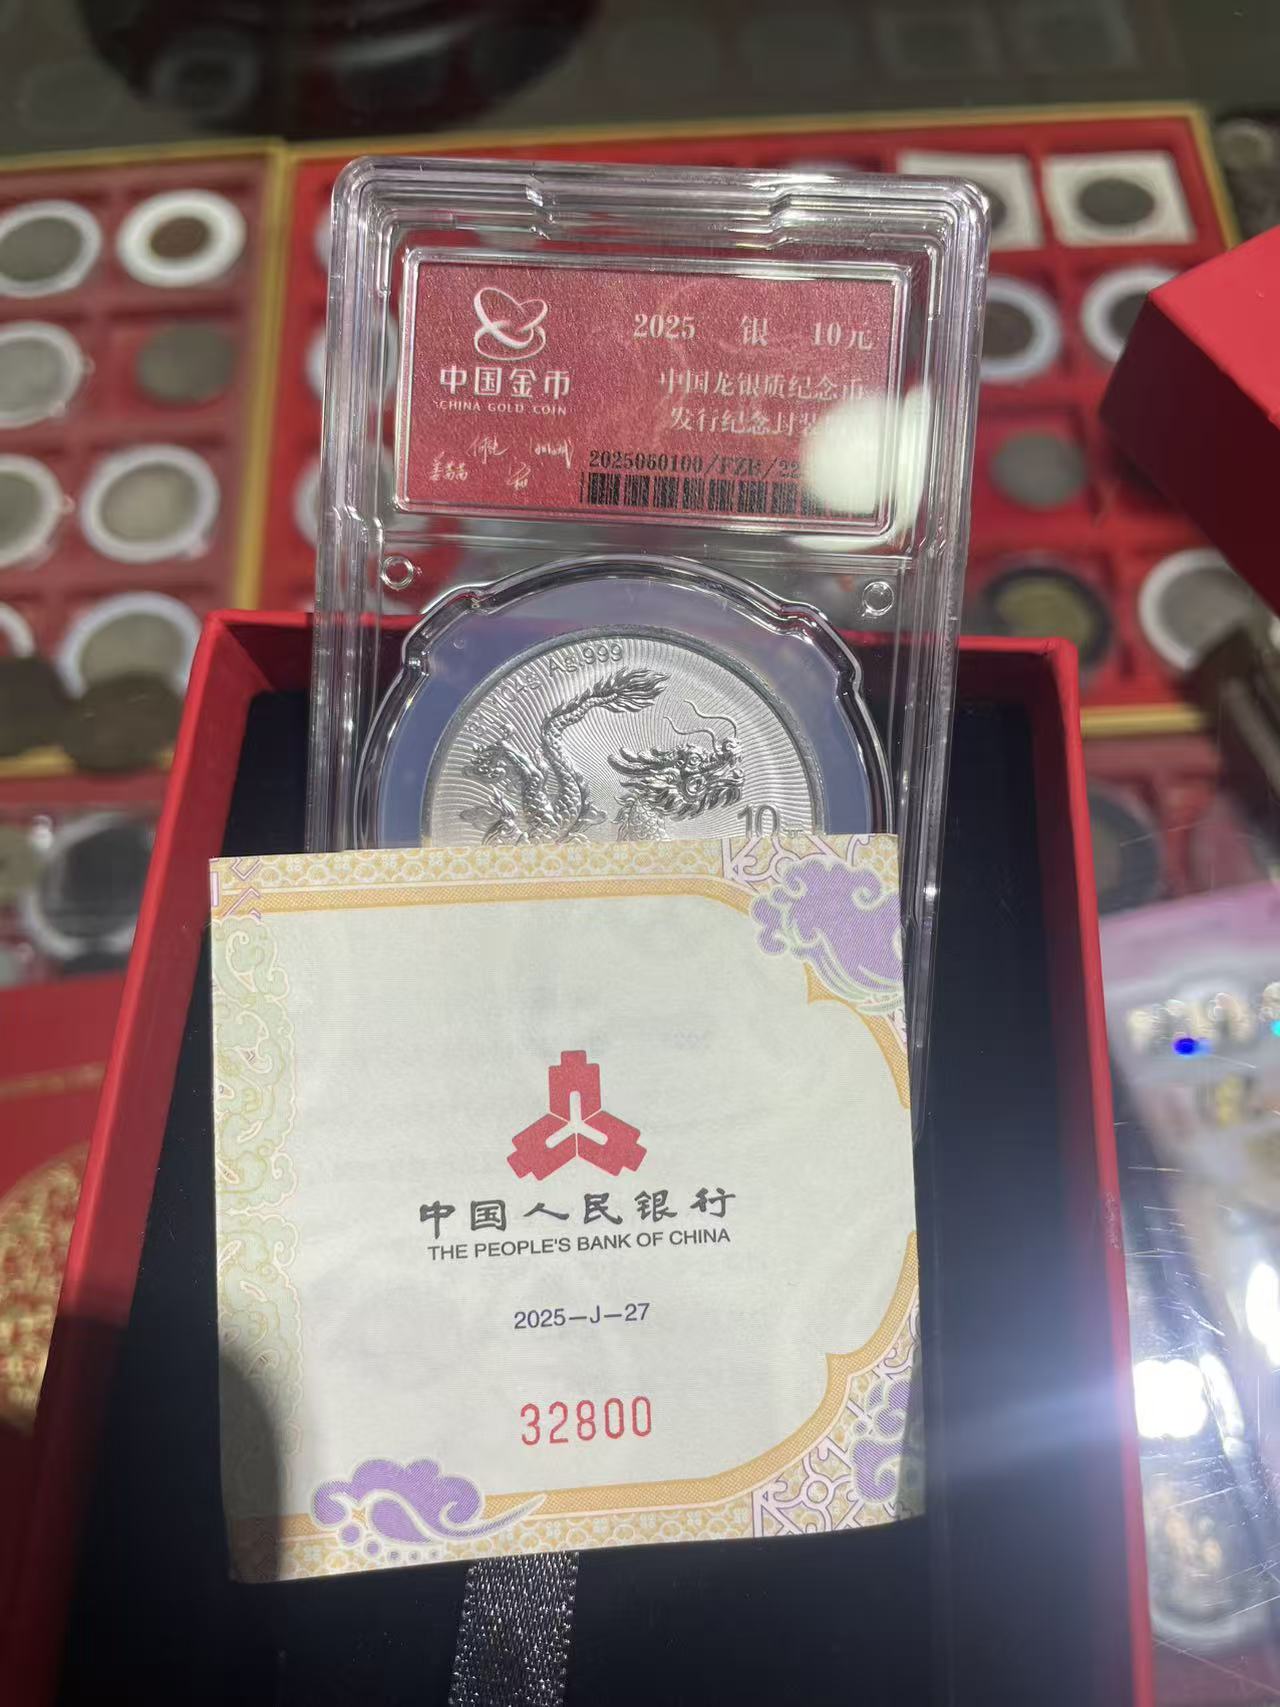 中国金币
CHINA GOLD COIN
2025 银 10元
中国龙银质纪念币
发行纪念封装
2025060100/FZR/22
Ag.999
10
中国人民银行
THE PEOPLE'S BANK OF CHINA
2025—J—27
32800